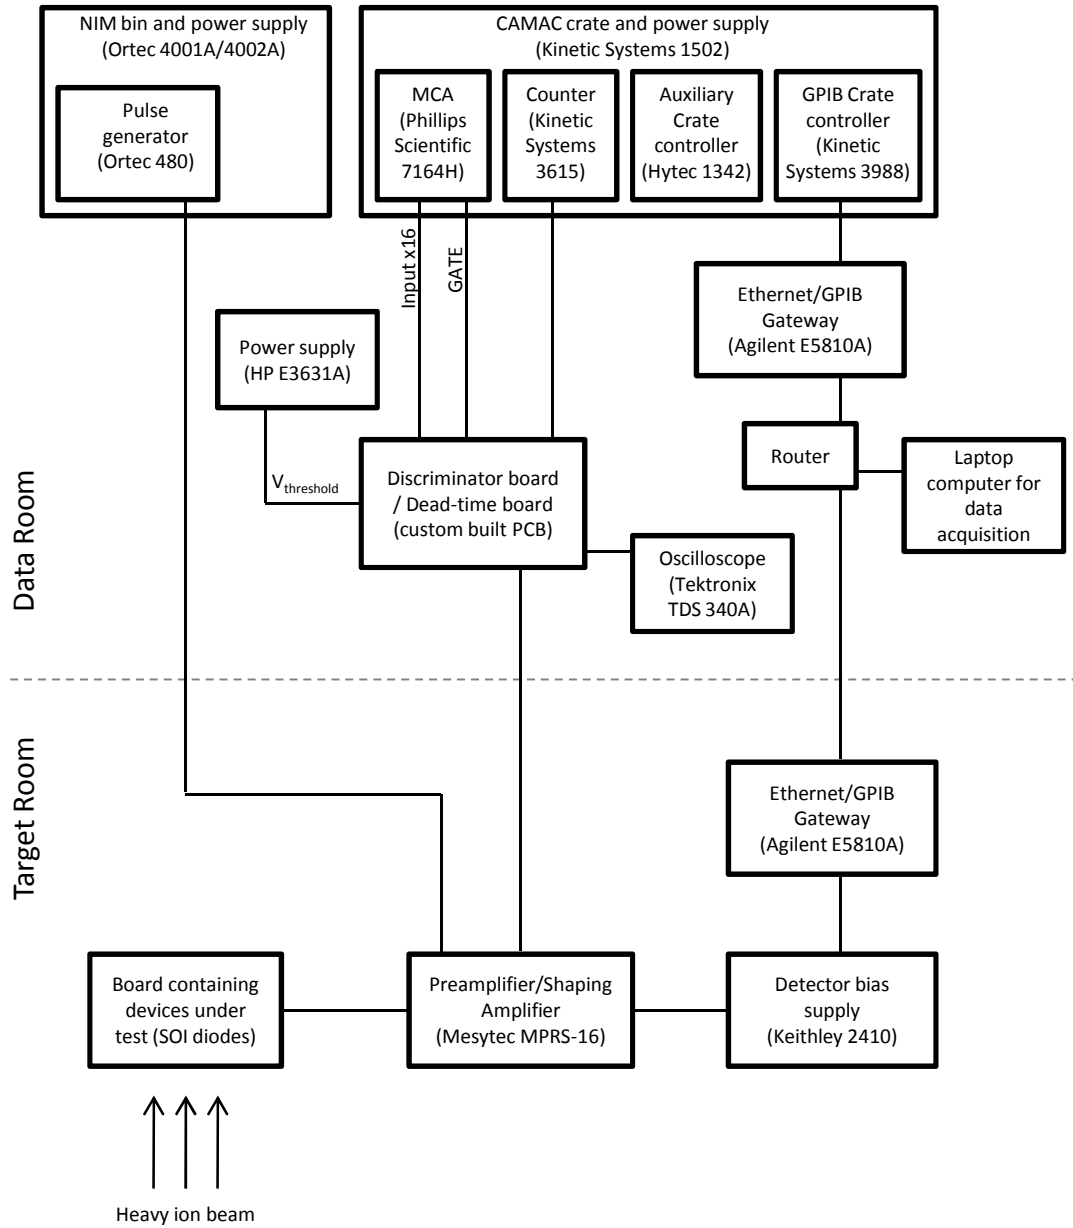 NIM bin and power supply
(Ortec 4001A/4002A)
Pulse
generator
(Ortec 480)
CAMAC crate and power supply
(Kinetic Systems 1502)
MCA
(Phillips
Scientific
7164H)
Counter
(Kinetic
Systems
3615)
Auxiliary
Crate
controller
(Hytec 1342)
GPIB Crate
controller
(Kinetic
Systems 3988)
Input x16
GATE
Ethernet/GPIB
Gateway
(Agilent E5810A)
Power supply
(HP E3631A)
Vthreshold
Discriminator board
/ Dead-time board
(custom built PCB)
Router
Laptop
computer for
data
acquisition
Oscilloscope
(Tektronix
TDS 340A)
Data Room
Target Room
Ethernet/GPIB
Gateway
(Agilent E5810A)
Board containing
devices under
test (SOI diodes)
Preamplifier/Shaping
Amplifier
(Mesytec MPRS-16)
Detector bias
supply
(Keithley 2410)
Heavy ion beam